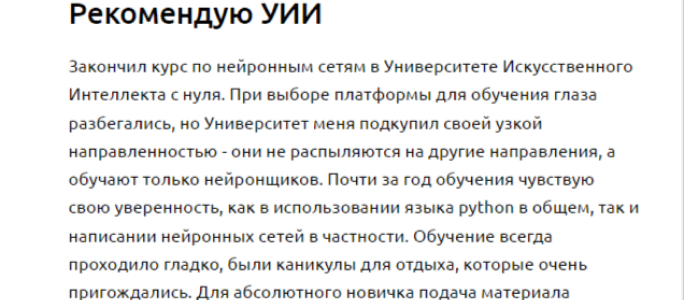 Рекомендую УИИ
Закончил курс по нейронным сетям в Университете Искусственного
Интеллекта с нуля. При выборе платформы для обучения глаза
разбегались, но Университет меня подкупил своей узкой
направленностью - они не распыляются на другие направления, а
обучают только нейронщиков. Почти за год обучения чувствую
свою уверенность, как в использовании языка python в общем, так и
написании нейронных сетей в частности. Обучение всегда
проходило гладко, были каникулы для отдыха, которые очень
пригождались. Для абсолютного новичка подача материала